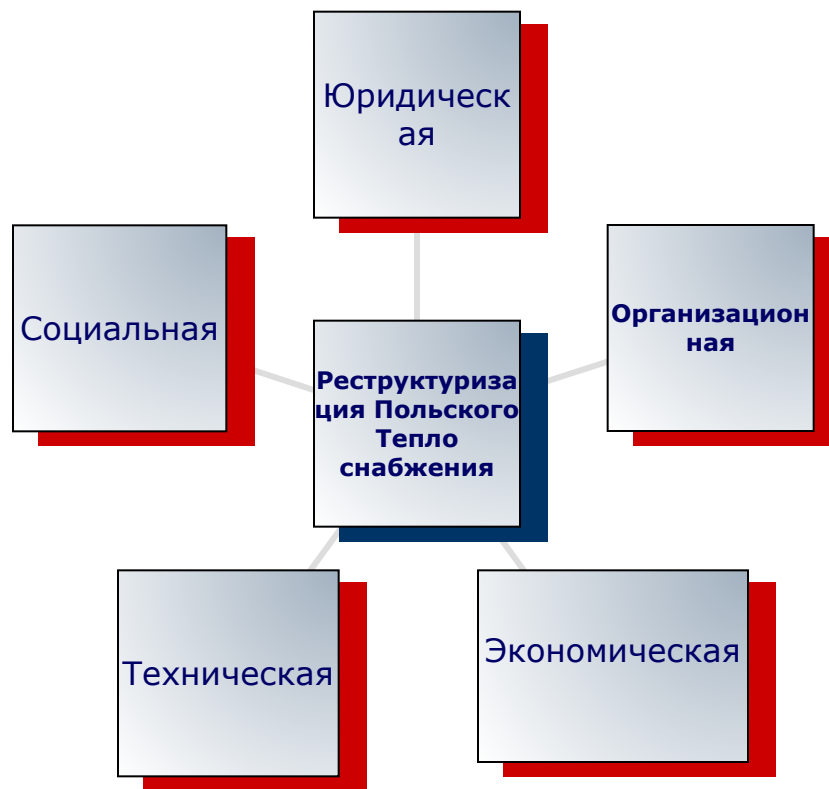 Юридическ
ая
Социальная
Организацион
ная
Реструктуриза
ция Польского
Тепло
снабжения
Техническая
Экономическая